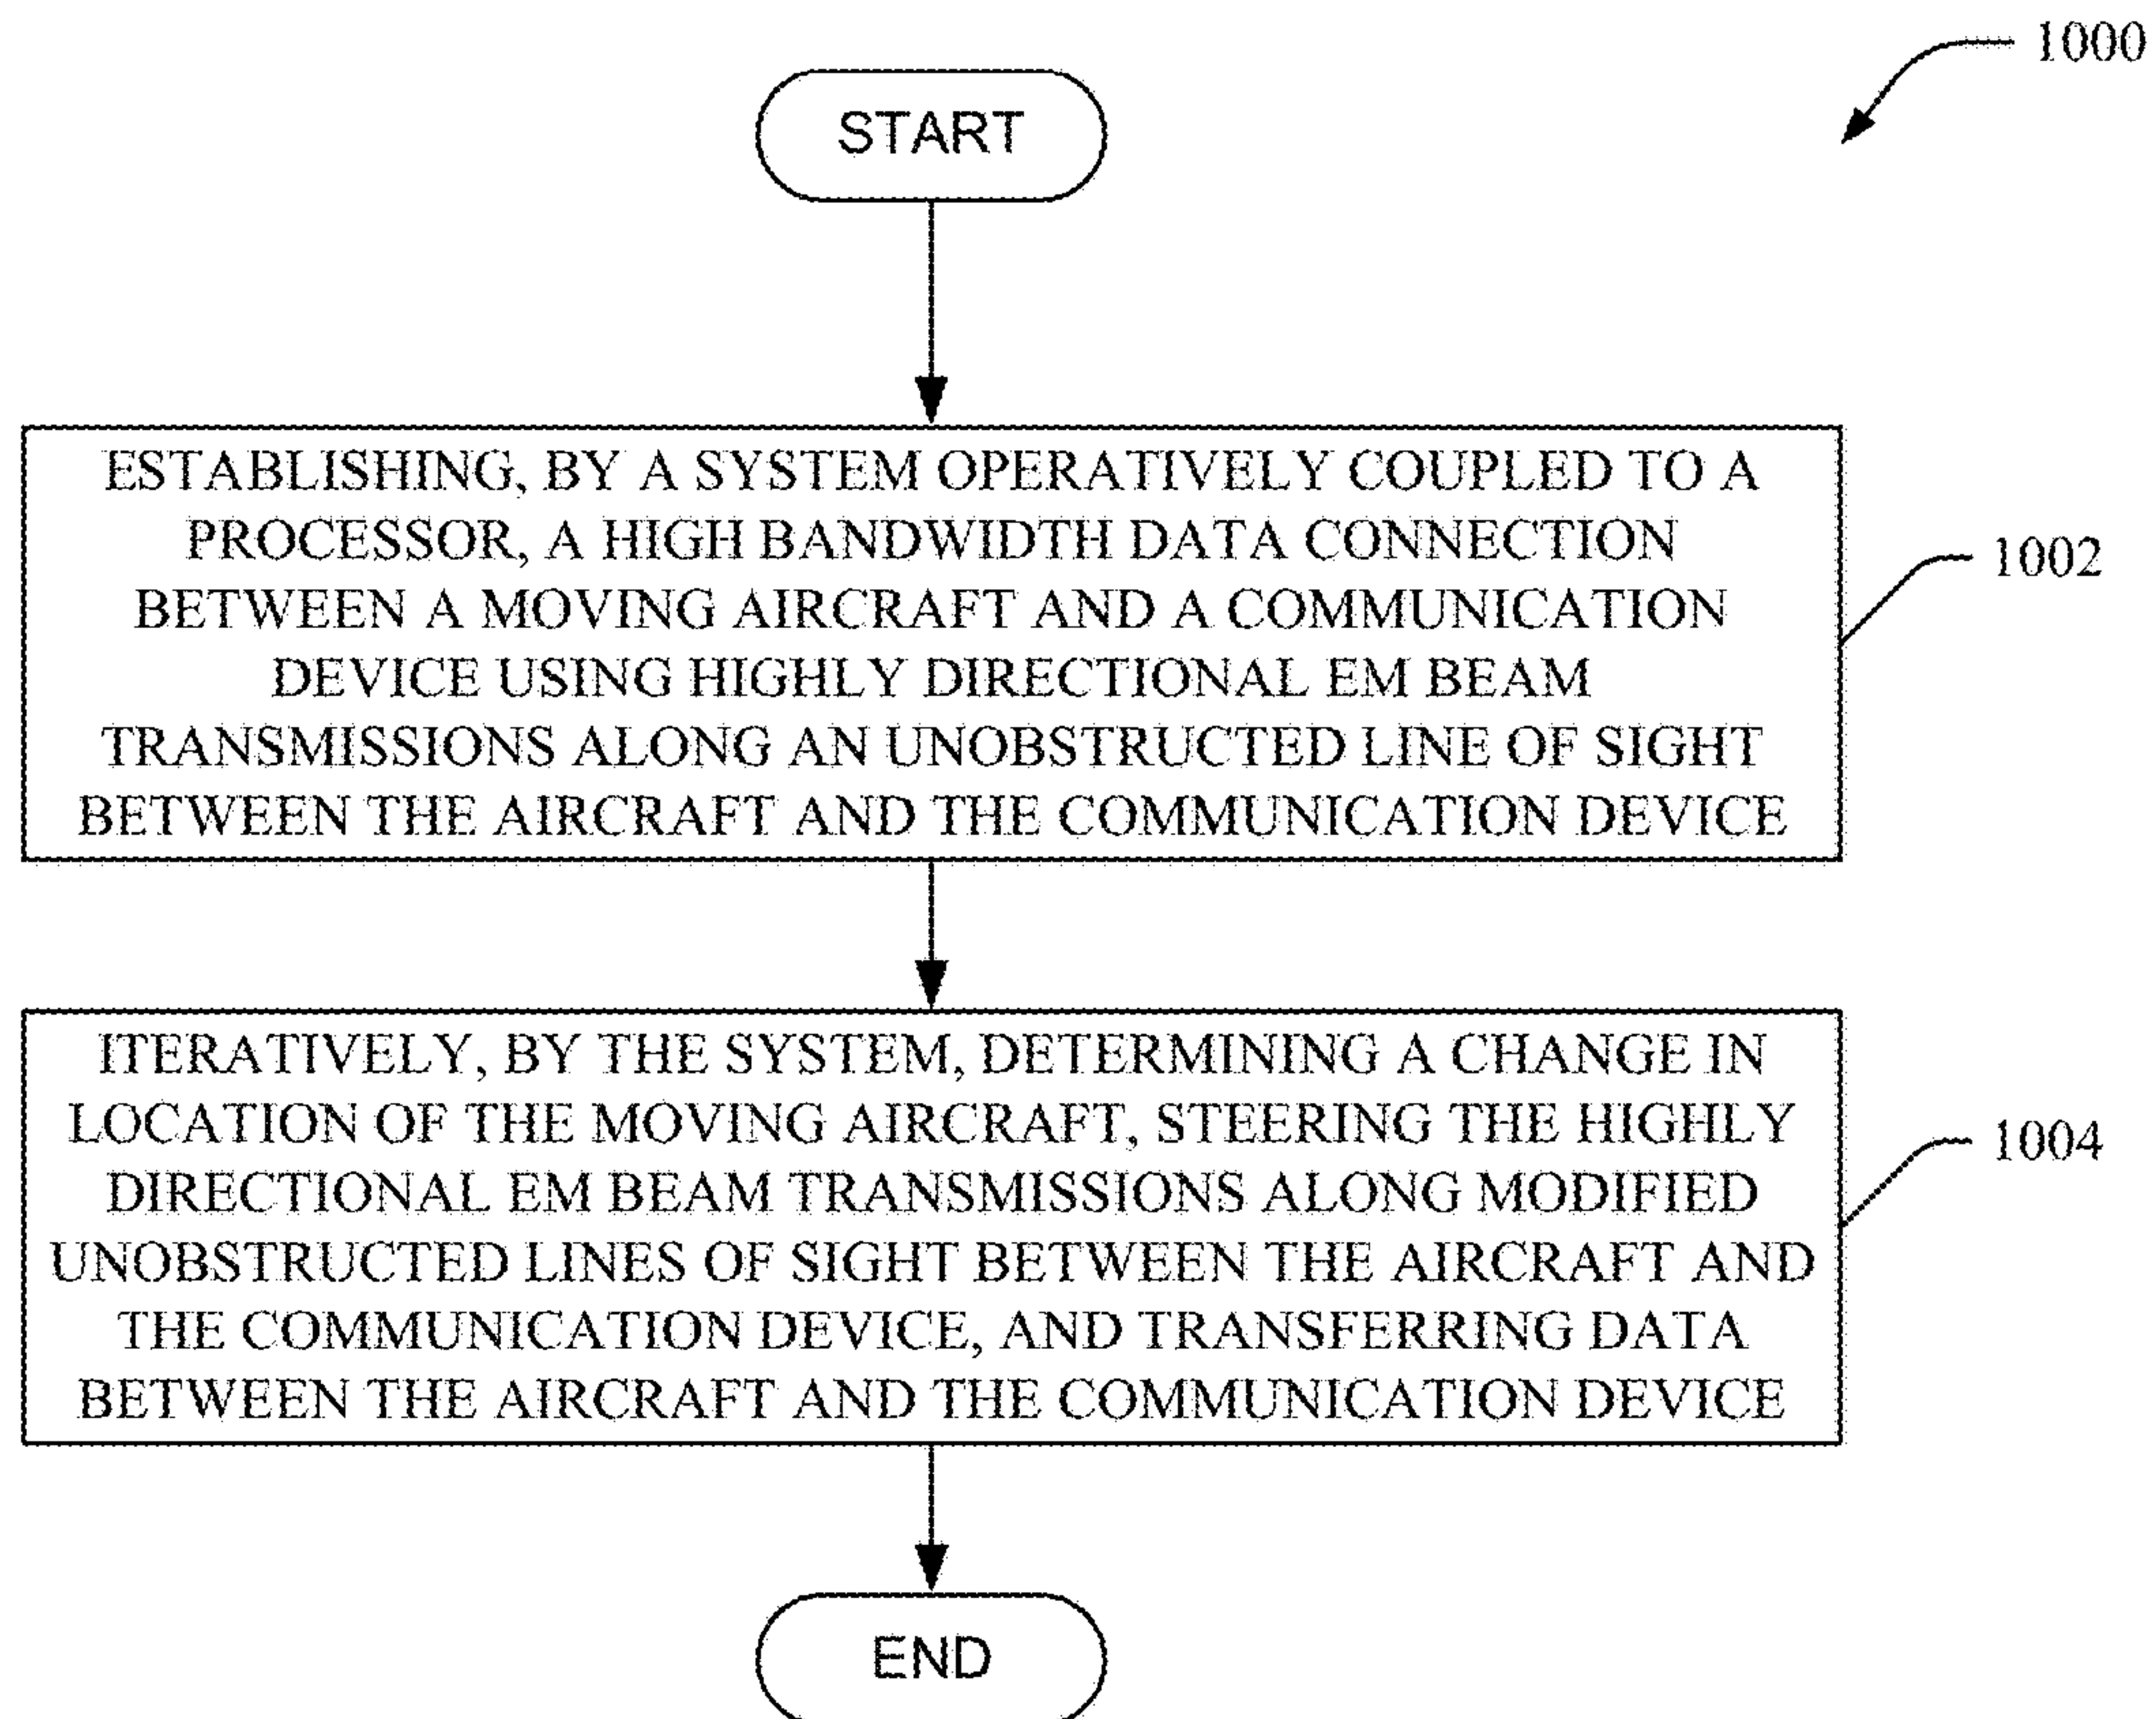 1000
START
ESTABLISHING, BY A SYSTEM OPERATIVELY COUPLED TO A
PROCESSOR, A HIGH BANDWIDTH DATA CONNECTION
BETWEEN A MOVING AIRCRAFT AND A COMMUNICATION
DEVICE USING HIGHLY DIRECTIONAL EM BEAM
TRANSMISSIONS ALONG AN UNOBSTRUCTED LINE OF SIGHT
BETWEEN THE AIRCRAFT AND THE COMMUNICATION DEVICE
1002
ITERATIVELY, BY THE SYSTEM, DETERMINING A CHANGE IN
LOCATION OF THE MOVING AIRCRAFT, STEERING THE HIGHLY
DIRECTIONAL EM BEAM TRANSMISSIONS ALONG MODIFIED
UNOBSTRUCTED LINES OF SIGHT BETWEEN THE AIRCRAFT AND
THE COMMUNICATION DEVICE, AND TRANSFERRING DATA
BETWEEN THE AIRCRAFT AND THE COMMUNICATION DEVICE
1004
END